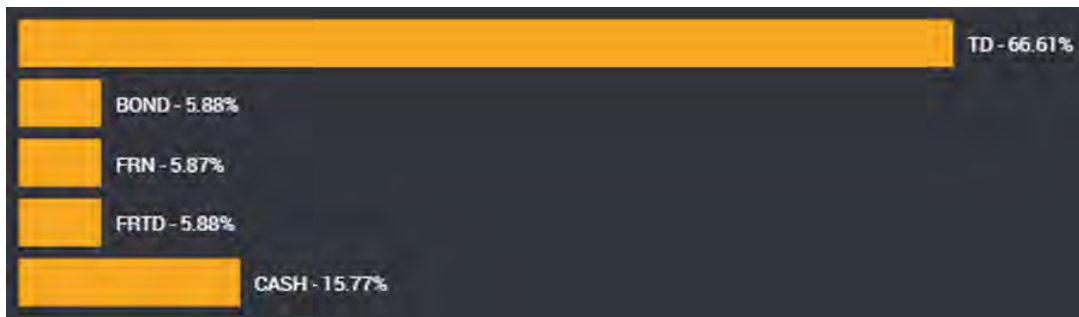 TD - 66.61%
BOND - 5.88%
FRN - 5.87%
FRTD - 5.88%
CASH - 15.77%